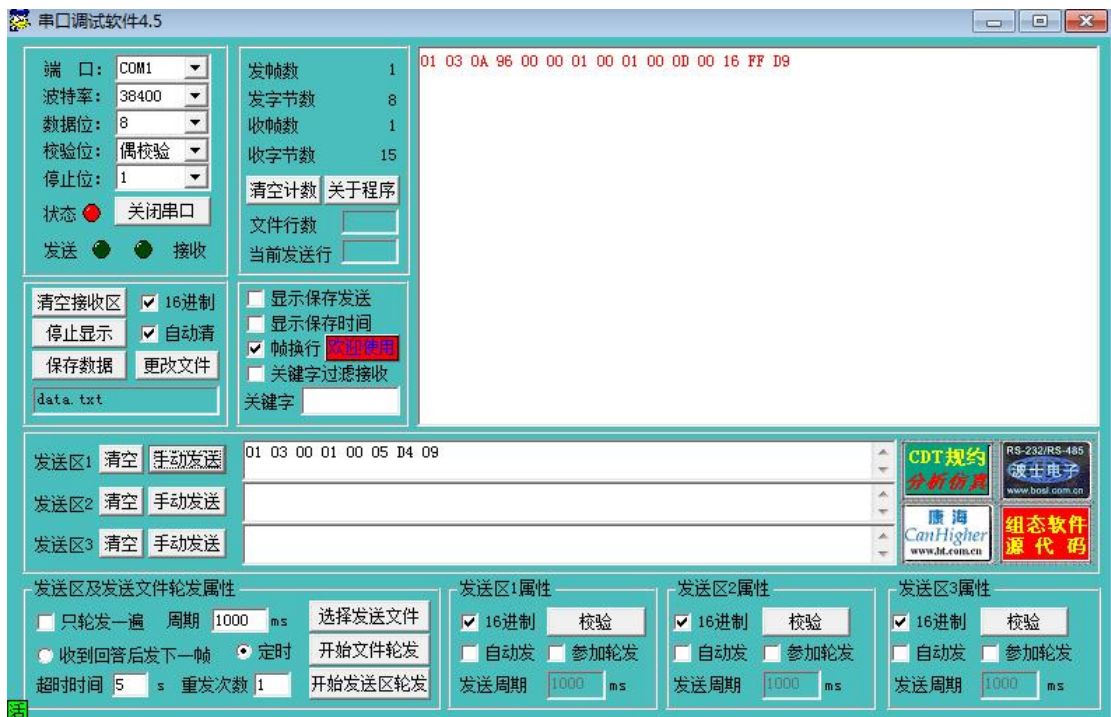 串口调试软件4.5
端 口： COM1
波特率： 38400
数据位： 8
校验位： 偶校验
停止位： 1
状态 关闭串口
发送 接收
发帧数 1
发字节数 8
收帧数 1
收字节数 15
清空计数 关于程序
文件行数
当前发送行
01 03 0A 96 00 00 01 00 01 00 0D 00 16 FF D9
清空接收区 16进制
停止显示 自动清
保存数据 更改文件
data.txt
显示保存发送
显示保存时间
帧换行 欢迎使用
关键字过滤接收
关键字
发送区1 清空 手动发送 01 03 00 01 00 05 D4 09
发送区2 清空 手动发送
发送区3 清空 手动发送
CDT规约
分析仿真
RS-232/RS-485
波士电子
www.bosi.com.cn
康海
CanHigher
www.ht.com.cn
组态软件
源代码
发送区及发送文件轮发属性
只轮发一遍 周期 1000 ms 选择发送文件
收到回答后发下一帧 定时 开始文件轮发
超时时间 5 s 重发次数 1 开始发送区轮发
发送区1属性
16进制 校验
自动发 参加轮发
发送周期 1000 ms
发送区2属性
16进制 校验
自动发 参加轮发
发送周期 1000 ms
发送区3属性
16进制 校验
自动发 参加轮发
发送周期 1000 ms
活